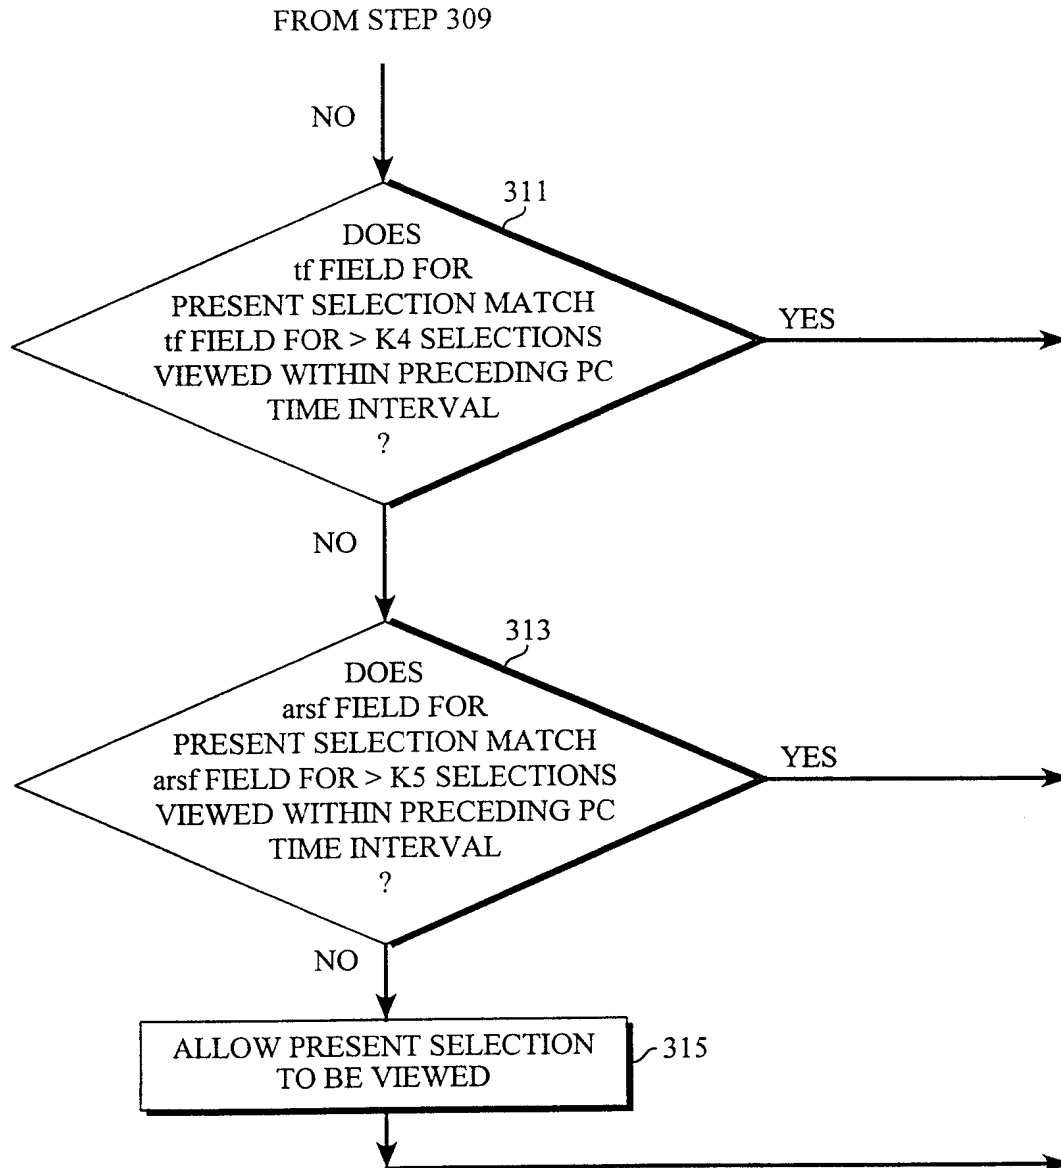 FROM STEP 309
NO
311
DOES
tf FIELD FOR
PRESENT SELECTION MATCH
tf FIELD FOR > K4 SELECTIONS
VIEWED WITHIN PRECEDING PC
TIME INTERVAL
?
YES
NO
313
DOES
arsf FIELD FOR
PRESENT SELECTION MATCH
arsf FIELD FOR > K5 SELECTIONS
VIEWED WITHIN PRECEDING PC
TIME INTERVAL
?
YES
NO
ALLOW PRESENT SELECTION
TO BE VIEWED
315